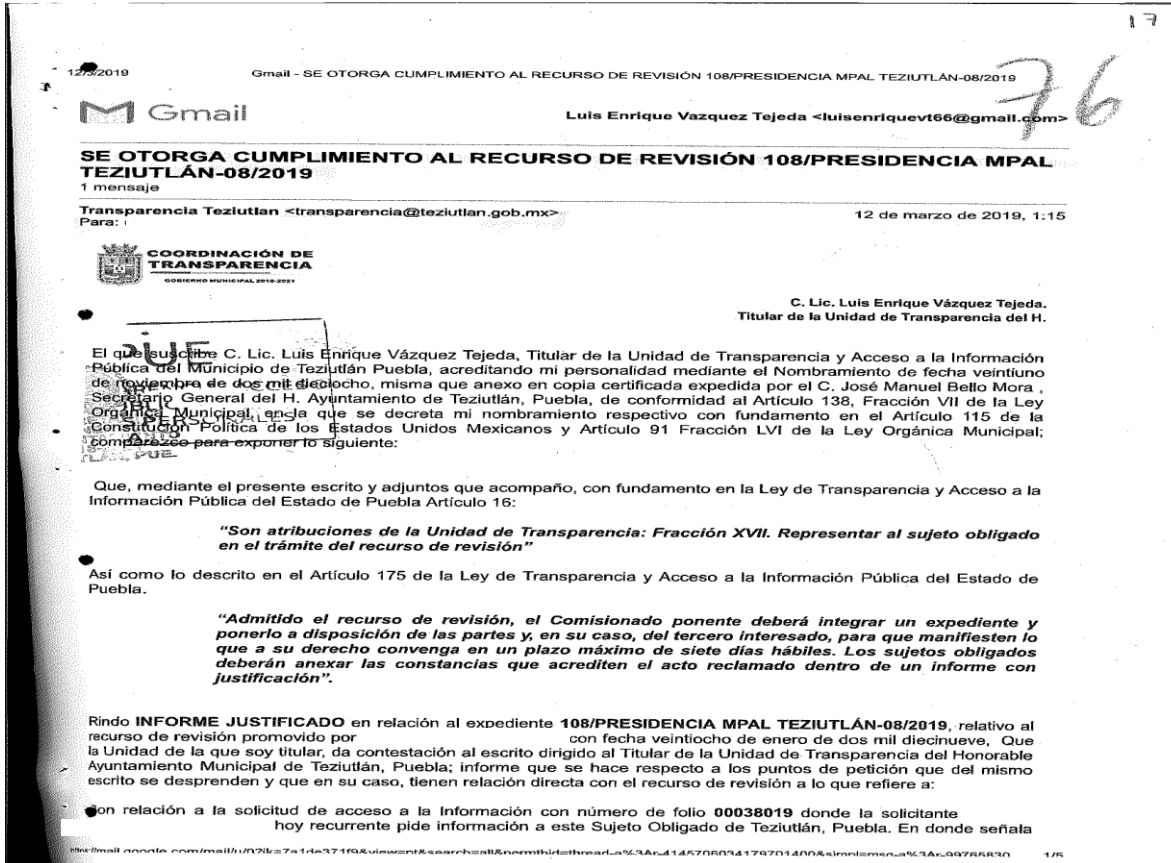 17
76
12/3/2019 Gmail - SE OTORGA CUMPLIMIENTO AL RECURSO DE REVISIÓN 108/PRESIDENCIA MPAL TEZIUTLÁN-08/2019
Gmail
Luis Enrique Vazquez Tejeda <luisenriquevt66@gmail.com>
SE OTORGA CUMPLIMIENTO AL RECURSO DE REVISIÓN 108/PRESIDENCIA MPAL
TEZIUTLÁN-08/2019
1 mensaje
Transparencia Teziutlan <transparencia@teziutlan.gob.mx> 12 de marzo de 2019, 1:15
Para:
COORDINACIÓN DE
TRANSPARENCIA
GOBIERNO MUNICIPAL 2018-2021
C. Lic. Luis Enrique Vázquez Tejeda.
Titular de la Unidad de Transparencia del H.
El que suscribe C. Lic. Luis Enrique Vázquez Tejeda, Titular de la Unidad de Transparencia y Acceso a la Información
Pública del Municipio de Teziutlán Puebla, acreditando mi personalidad mediante el Nombramiento de fecha veintiuno
de noviembre de dos mil dieciocho, misma que anexo en copia certificada expedida por el C. José Manuel Bello Mora ,
Secretario General del H. Ayuntamiento de Teziutlán, Puebla, de conformidad al Artículo 138, Fracción VII de la Ley
Orgánica Municipal, en la que se decreta mi nombramiento respectivo con fundamento en el Artículo 115 de la
Constitución Política de los Estados Unidos Mexicanos y Artículo 91 Fracción LVI de la Ley Orgánica Municipal;
comparezco para exponer lo siguiente:
PUE
PUE.
Que, mediante el presente escrito y adjuntos que acompaño, con fundamento en la Ley de Transparencia y Acceso a la
Información Pública del Estado de Puebla Artículo 16:
"Son atribuciones de la Unidad de Transparencia: Fracción XVII. Representar al sujeto obligado
en el trámite del recurso de revisión"
Así como lo descrito en el Artículo 175 de la Ley de Transparencia y Acceso a la Información Pública del Estado de
Puebla.
"Admitido el recurso de revisión, el Comisionado ponente deberá integrar un expediente y
ponerlo a disposición de las partes y, en su caso, del tercero interesado, para que manifiesten lo
que a su derecho convenga en un plazo máximo de siete días hábiles. Los sujetos obligados
deberán anexar las constancias que acrediten el acto reclamado dentro de un informe con
justificación".
Rindo INFORME JUSTIFICADO en relación al expediente 108/PRESIDENCIA MPAL TEZIUTLÁN-08/2019, relativo al
recurso de revisión promovido por con fecha veintiocho de enero de dos mil diecinueve, Que
la Unidad de la que soy titular, da contestación al escrito dirigido al Titular de la Unidad de Transparencia del Honorable
Ayuntamiento Municipal de Teziutlán, Puebla; informe que se hace respecto a los puntos de petición que del mismo
escrito se desprenden y que en su caso, tienen relación directa con el recurso de revisión a lo que refiere a:
Con relación a la solicitud de acceso a la Información con número de folio 00038019 donde la solicitante
hoy recurrente pide información a este Sujeto Obligado de Teziutlán, Puebla. En donde señala
1/5